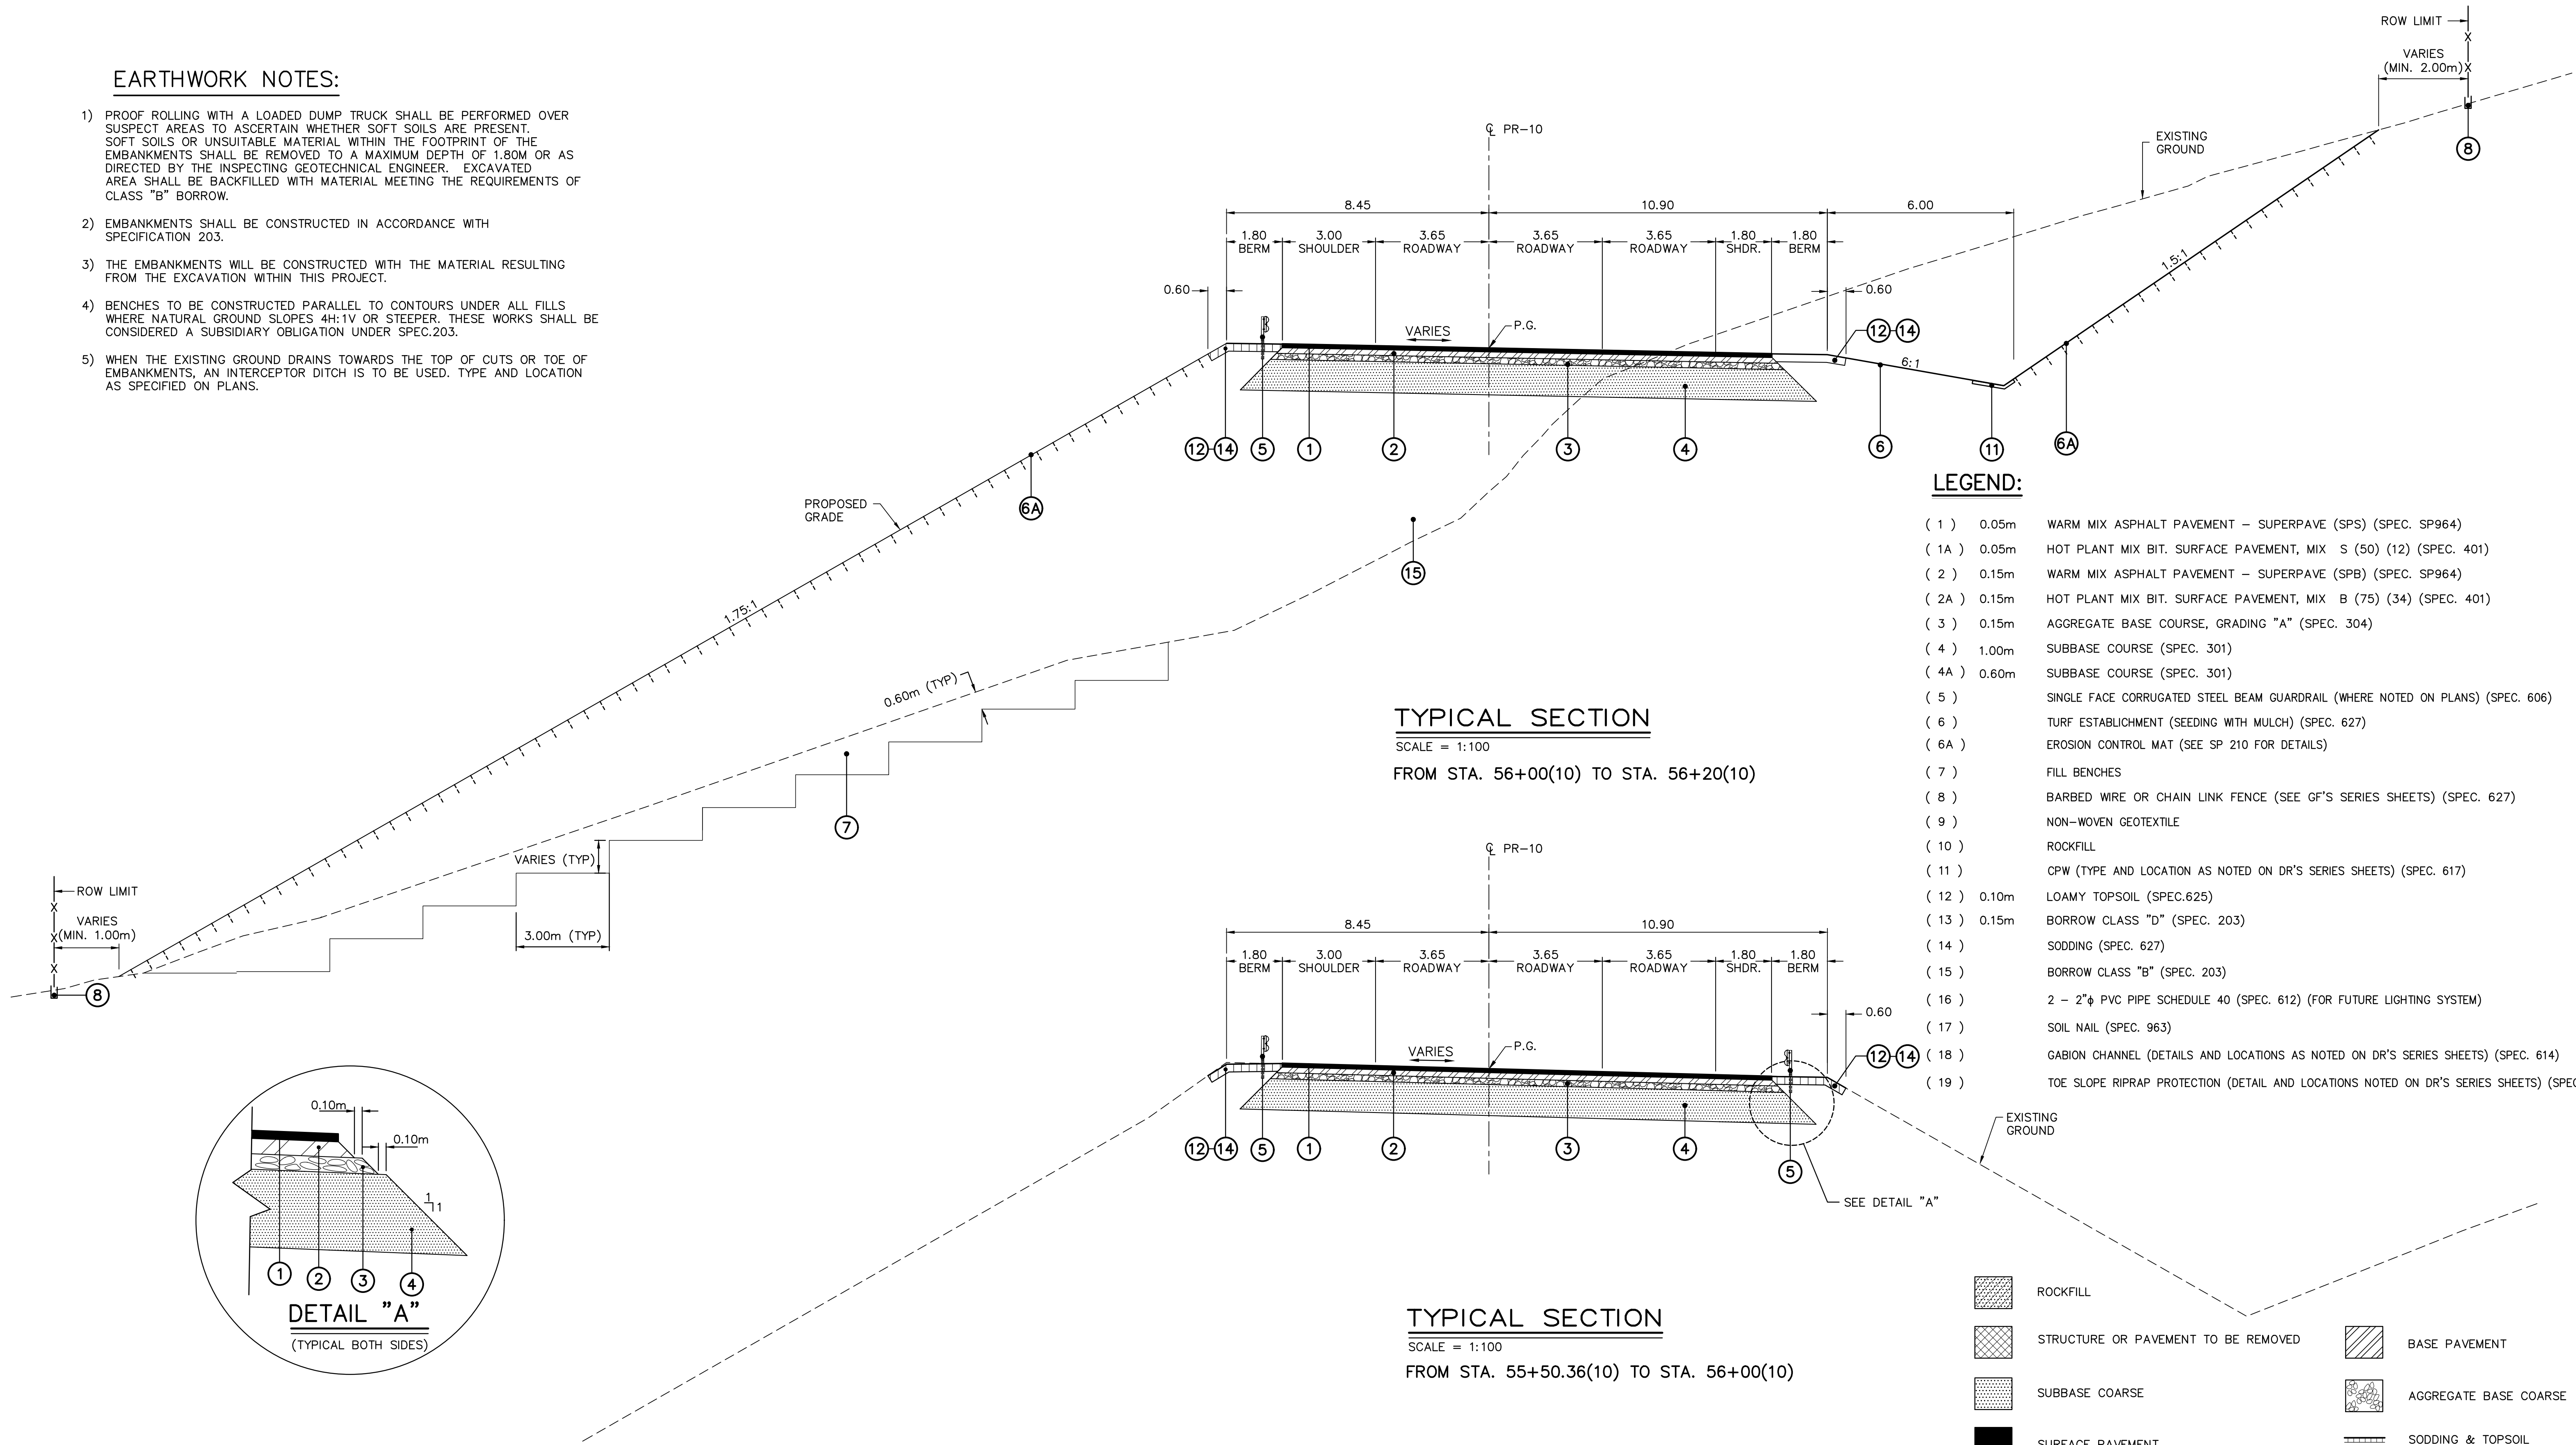 EARTHWORK NOTES:
1) PROOF ROLLING WITH A LOADED DUMP TRUCK SHALL BE PERFORMED OVER
SUSPECT AREAS TO ASCERTAIN WHETHER SOFT SOILS ARE PRESENT.
SOFT SOILS OR UNSUITABLE MATERIAL WITHIN THE FOOTPRINT OF THE
EMBANKMENTS SHALL BE REMOVED TO A MAXIMUM DEPTH OF 1.80M OR AS
DIRECTED BY THE INSPECTING GEOTECHNICAL ENGINEER. EXCAVATED
AREA SHALL BE BACKFILLED WITH MATERIAL MEETING THE REQUIREMENTS OF
CLASS "B" BORROW.
2) EMBANKMENTS SHALL BE CONSTRUCTED IN ACCORDANCE WITH
SPECIFICATION 203.
3) THE EMBANKMENTS WILL BE CONSTRUCTED WITH THE MATERIAL RESULTING
FROM THE EXCAVATION WITHIN THIS PROJECT.
4) BENCHES TO BE CONSTRUCTED PARALLEL TO CONTOURS UNDER ALL FILLS
WHERE NATURAL GROUND SLOPES 4H:1V OR STEEPER. THESE WORKS SHALL BE
CONSIDERED A SUBSIDIARY OBLIGATION UNDER SPEC.203.
5) WHEN THE EXISTING GROUND DRAINS TOWARDS THE TOP OF CUTS OR TOE OF
EMBANKMENTS, AN INTERCEPTOR DITCH IS TO BE USED. TYPE AND LOCATION
AS SPECIFIED ON PLANS.
ROW LIMIT
VARIES
(MIN. 2.00m)
X
X
X
8
EXISTING
GROUND
℄ PR-10
8.45 10.90 6.00
1.80 3.00 3.65 3.65 3.65 1.80 1.80
BERM SHOULDER ROADWAY ROADWAY ROADWAY SHDR. BERM
0.60
0.60
VARIES
P.G.
12 14
6:1
1.5:1
12 14 5 1 2 3 4 6 11 6A
PROPOSED
GRADE
6A
15
1.75:1
0.60m (TYP)
7
VARIES (TYP)
3.00m (TYP)
ROW LIMIT
X
VARIES
X
(MIN. 1.00m)
X
8
TYPICAL SECTION
SCALE = 1:100
FROM STA. 56+00(10) TO STA. 56+20(10)
LEGEND:
( 1 ) 0.05m WARM MIX ASPHALT PAVEMENT – SUPERPAVE (SPS) (SPEC. SP964)
( 1A ) 0.05m HOT PLANT MIX BIT. SURFACE PAVEMENT, MIX S (50) (12) (SPEC. 401)
( 2 ) 0.15m WARM MIX ASPHALT PAVEMENT – SUPERPAVE (SPB) (SPEC. SP964)
( 2A ) 0.15m HOT PLANT MIX BIT. SURFACE PAVEMENT, MIX B (75) (34) (SPEC. 401)
( 3 ) 0.15m AGGREGATE BASE COURSE, GRADING "A" (SPEC. 304)
( 4 ) 1.00m SUBBASE COURSE (SPEC. 301)
( 4A ) 0.60m SUBBASE COURSE (SPEC. 301)
( 5 ) SINGLE FACE CORRUGATED STEEL BEAM GUARDRAIL (WHERE NOTED ON PLANS) (SPEC. 606)
( 6 ) TURF ESTABLICHMENT (SEEDING WITH MULCH) (SPEC. 627)
( 6A ) EROSION CONTROL MAT (SEE SP 210 FOR DETAILS)
( 7 ) FILL BENCHES
( 8 ) BARBED WIRE OR CHAIN LINK FENCE (SEE GF'S SERIES SHEETS) (SPEC. 627)
( 9 ) NON-WOVEN GEOTEXTILE
( 10 ) ROCKFILL
( 11 ) CPW (TYPE AND LOCATION AS NOTED ON DR'S SERIES SHEETS) (SPEC. 617)
( 12 ) 0.10m LOAMY TOPSOIL (SPEC.625)
( 13 ) 0.15m BORROW CLASS "D" (SPEC. 203)
( 14 ) SODDING (SPEC. 627)
( 15 ) BORROW CLASS "B" (SPEC. 203)
( 16 ) 2 – 2"ϕ PVC PIPE SCHEDULE 40 (SPEC. 612) (FOR FUTURE LIGHTING SYSTEM)
( 17 ) SOIL NAIL (SPEC. 963)
( 18 ) GABION CHANNEL (DETAILS AND LOCATIONS AS NOTED ON DR'S SERIES SHEETS) (SPEC. 614)
( 19 ) TOE SLOPE RIPRAP PROTECTION (DETAIL AND LOCATIONS NOTED ON DR'S SERIES SHEETS)
℄ PR-10
8.45 10.90
1.80 3.00 3.65 3.65 3.65 1.80 1.80
BERM SHOULDER ROADWAY ROADWAY ROADWAY SHDR. BERM
0.60
VARIES
P.G.
12 14
12 14 5 1 2 3 4 5
SEE DETAIL "A"
EXISTING
GROUND
0.10m
0.10m
1
1
1 2 3 4
DETAIL "A"
(TYPICAL BOTH SIDES)
TYPICAL SECTION
SCALE = 1:100
FROM STA. 55+50.36(10) TO STA. 56+00(10)
ROCKFILL
STRUCTURE OR PAVEMENT TO BE REMOVED
BASE PAVEMENT
SUBBASE COARSE
AGGREGATE BASE COARSE
SURFACE PAVEMENT
SODDING & TOPSOIL